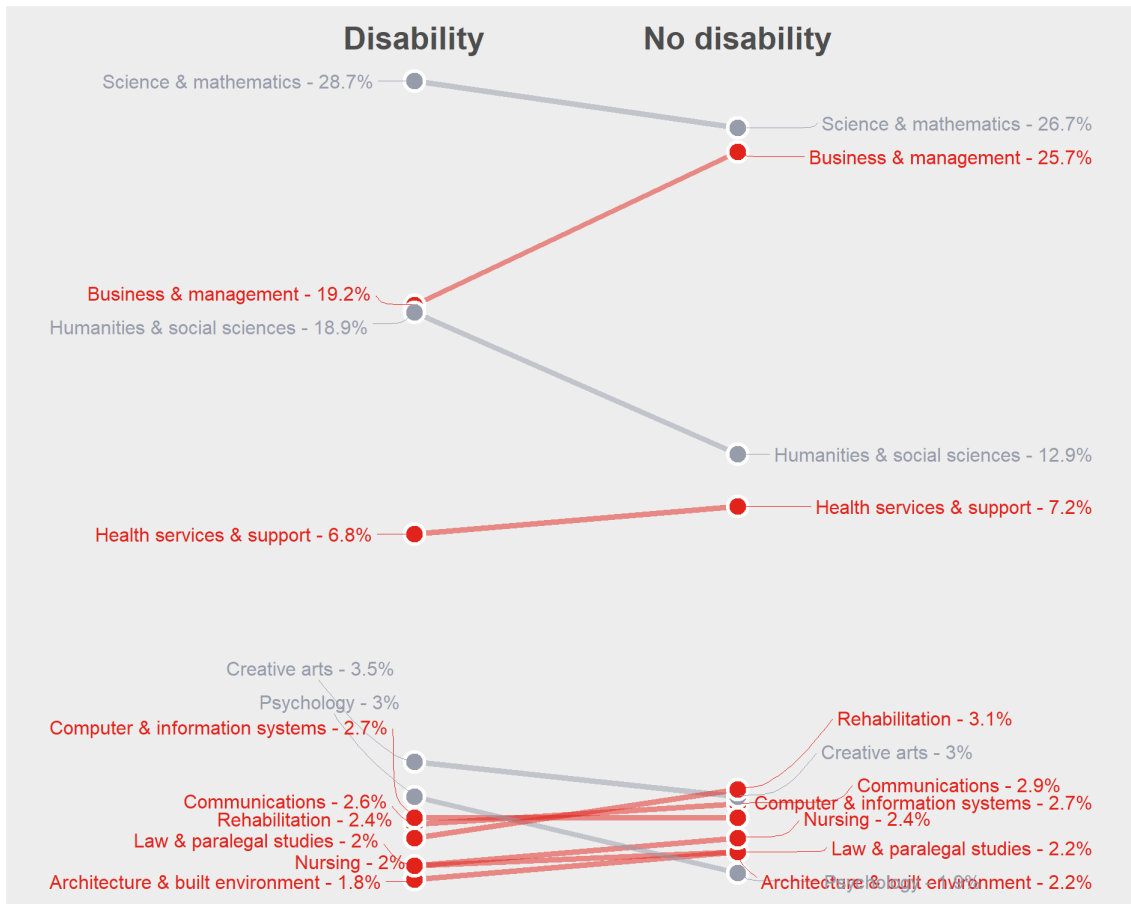 Disability
No disability
Science & mathematics - 28.7%
Science & mathematics - 26.7%
Business & management - 25.7%
Business & management - 19.2%
Humanities & social sciences - 18.9%
Humanities & social sciences - 12.9%
Health services & support - 7.2%
Health services & support - 6.8%
Creative arts - 3.5%
Psychology - 3%
Computer & information systems - 2.7%
Rehabilitation - 3.1%
Creative arts - 3%
Communications - 2.9%
Communications - 2.6%
Computer & information systems - 2.7%
Rehabilitation - 2.4%
Nursing - 2.4%
Law & paralegal studies - 2%
Law & paralegal studies - 2.2%
Nursing - 2%
Architecture & built environment - 1.8%
Architecture & built environment - 2.2%
Psychology - 1.9%